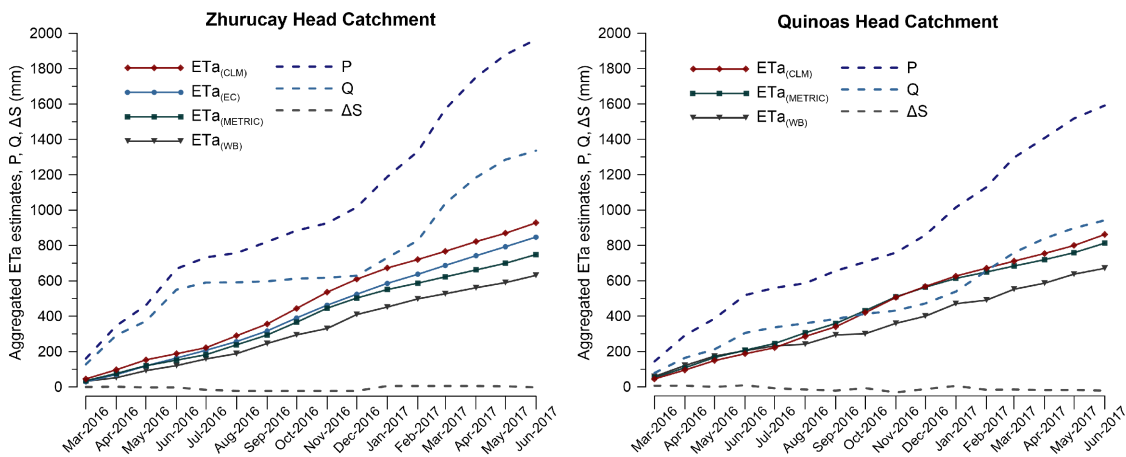 Zhurucay Head Catchment
Aggregated ETa estimates, P, Q, ΔS (mm)
2000
1800
1600
1400
1200
1000
800
600
400
200
0
ETa(CLM)
ETa(EC)
ETa(METRIC)
ETa(WB)
P
Q
ΔS
Mar-2016
Apr-2016
May-2016
Jun-2016
Jul-2016
Aug-2016
Sep-2016
Oct-2016
Nov-2016
Dec-2016
Jan-2017
Feb-2017
Mar-2017
Apr-2017
May-2017
Jun-2017
Quinoas Head Catchment
Aggregated ETa estimates, P, Q, ΔS (mm)
2000
1800
1600
1400
1200
1000
800
600
400
200
0
ETa(CLM)
ETa(METRIC)
ETa(WB)
P
Q
ΔS
Mar-2016
Apr-2016
May-2016
Jun-2016
Jul-2016
Aug-2016
Sep-2016
Oct-2016
Nov-2016
Dec-2016
Jan-2017
Feb-2017
Mar-2017
Apr-2017
May-2017
Jun-2017